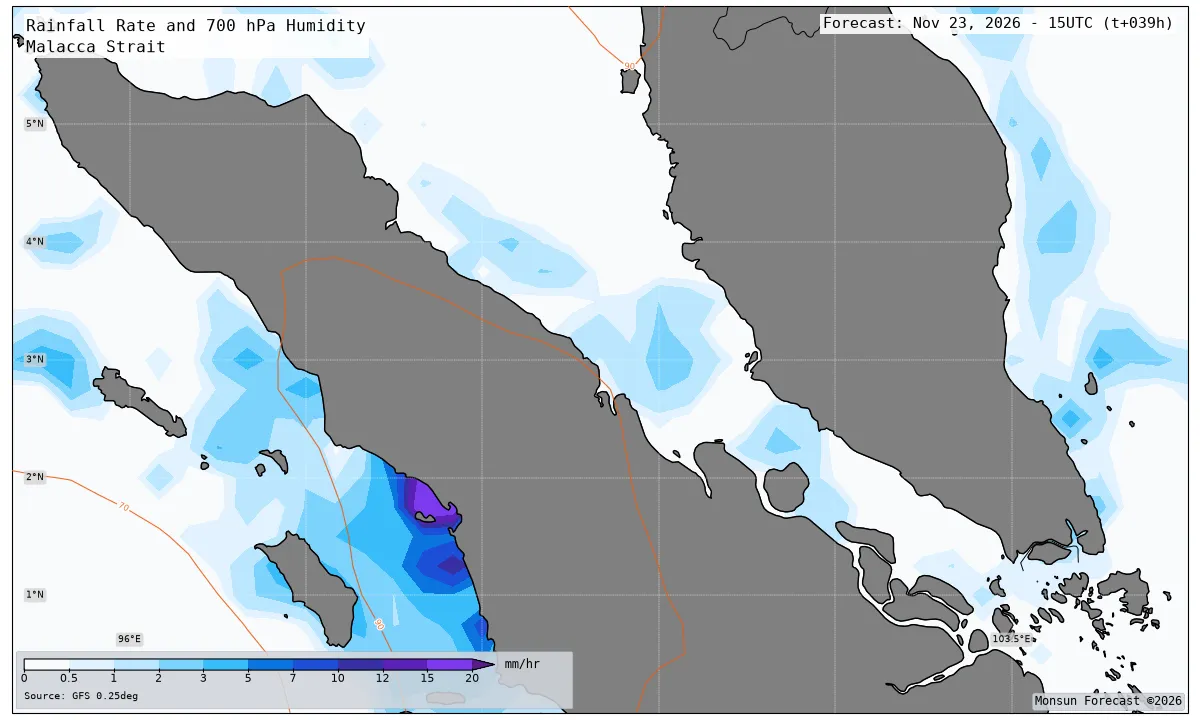 Rainfall Rate and 700 hPa Humidity
Malacca Strait
Forecast: Nov 23, 2026 - 15UTC (t+039h)
90
5°N
4°N
3°N
2°N
70
1°N
80
96°E
103.5°E
mm/hr
0 0.5 1 2 3 5 7 10 12 15 20
Source: GFS 0.25deg
Monsun Forecast ©2026